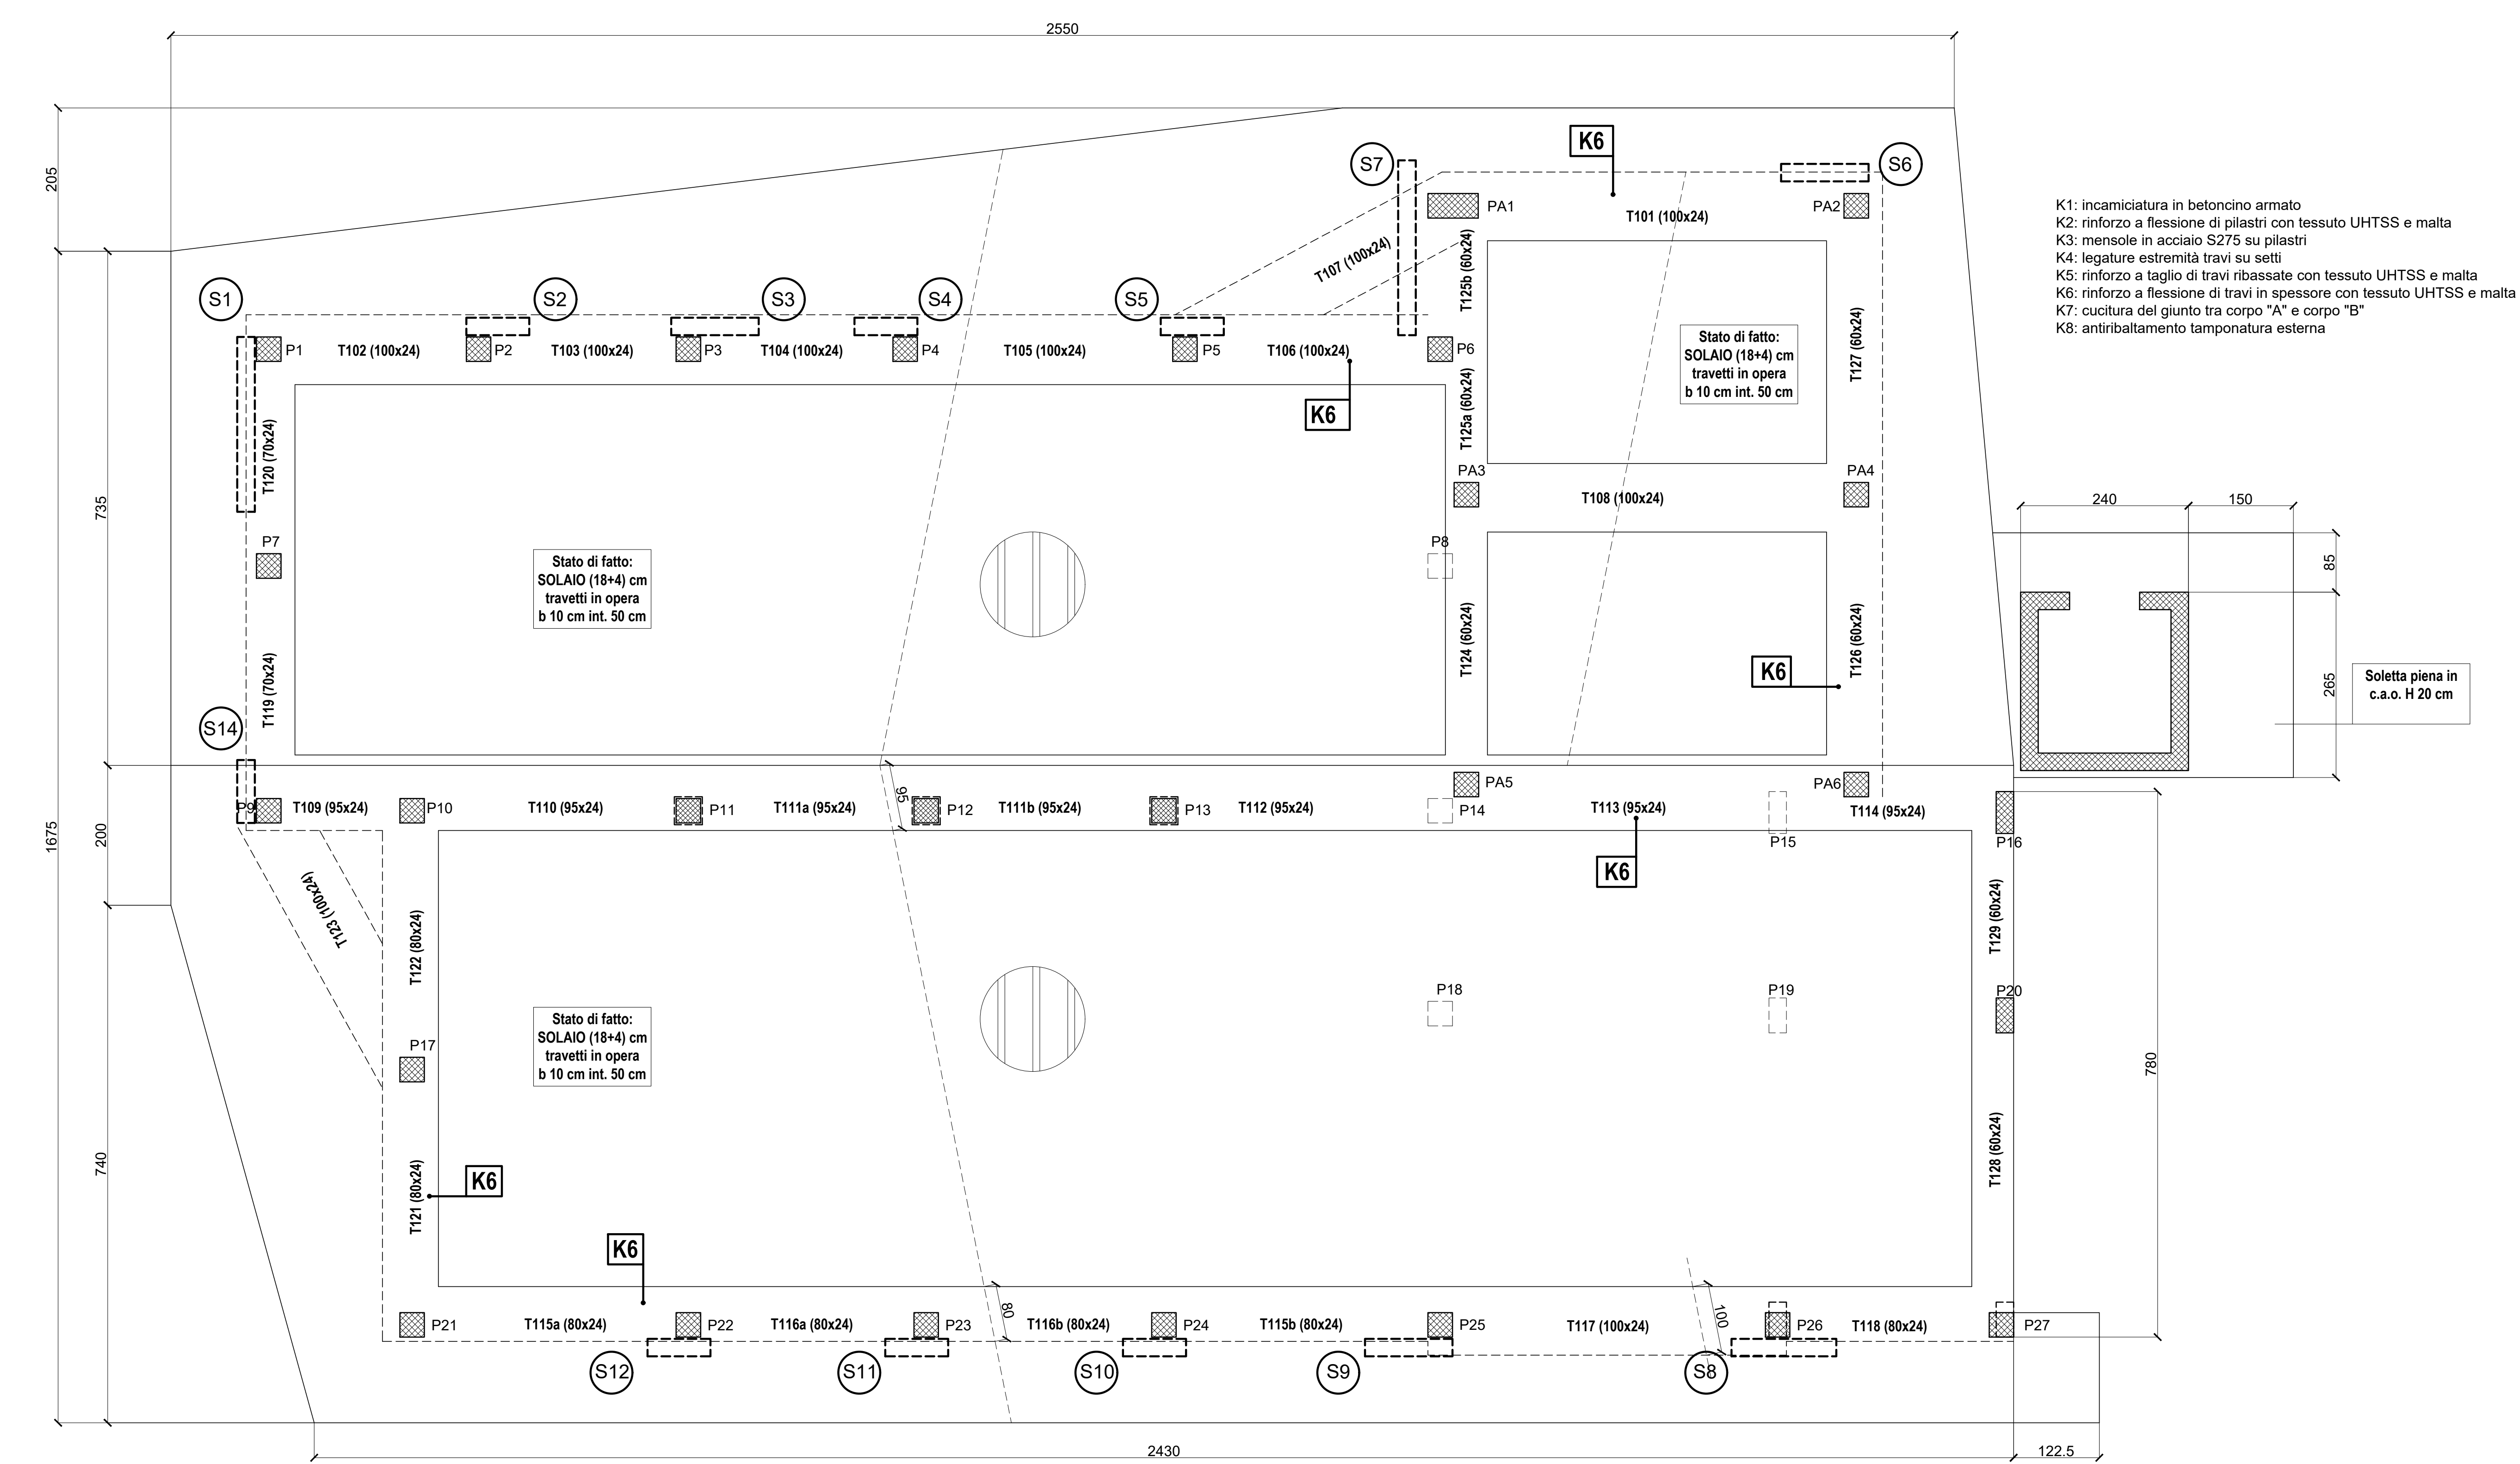 2550
205
K6
S7
S6
PA1
PA2
T101 (100x24)
K1: incamiciatura in betoncino armato
K2: rinforzo a flessione di pilastri con tessuto UHTSS e malta
K3: mensole in acciaio S275 su pilastri
K4: legature estremità travi su setti
K5: rinforzo a taglio di travi ribassate con tessuto UHTSS e malta
K6: rinforzo a flessione di travi in spessore con tessuto UHTSS e malta
K7: cucitura del giunto tra corpo "A" e corpo "B"
K8: antiribaltamento tamponatura esterna
T107 (100x24)
T125b (60x24)
S1
S2
S3
S4
S5
P1
T102 (100x24)
P2
T103 (100x24)
P3
T104 (100x24)
P4
T105 (100x24)
P5
T106 (100x24)
P6
Stato di fatto:
SOLAIO (18+4) cm
travetti in opera
b 10 cm int. 50 cm
T127 (60x24)
K6
T125a (60x24)
T120 (70x24)
PA3
PA4
T108 (100x24)
735
240
150
P7
P8
Stato di fatto:
SOLAIO (18+4) cm
travetti in opera
b 10 cm int. 50 cm
85
T119 (70x24)
T124 (60x24)
T126 (60x24)
K6
265
Soletta piena in
c.a.o. H 20 cm
S14
PA5
PA6
95
P9
T109 (95x24)
P10
T110 (95x24)
P11
T111a (95x24)
P12
T111b (95x24)
P13
T112 (95x24)
P14
T113 (95x24)
T114 (95x24)
P15
P16
1675
200
K6
T123 (100x24)
T122 (80x24)
T129 (60x24)
P18
P19
P20
Stato di fatto:
SOLAIO (18+4) cm
travetti in opera
b 10 cm int. 50 cm
P17
780
740
T121 (80x24)
K6
T128 (60x24)
K6
80
100
P21
T115a (80x24)
P22
T116a (80x24)
P23
T116b (80x24)
P24
T115b (80x24)
P25
T117 (100x24)
P26
T118 (80x24)
P27
S12
S11
S10
S9
S8
2430
122.5